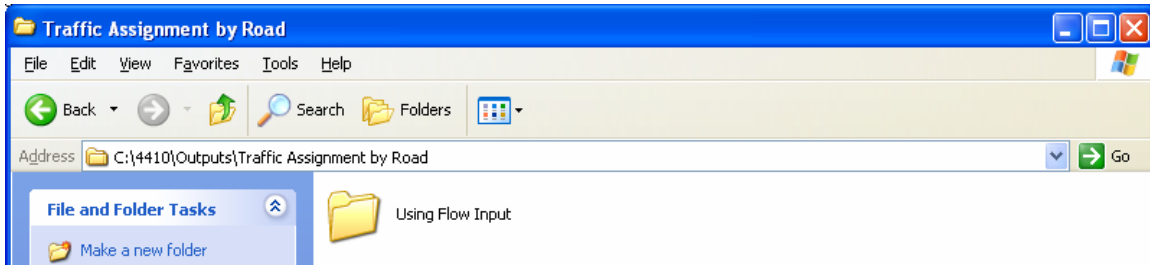 Traffic Assignment by Road
File Edit View Favorites Tools Help
Back Search Folders
Address C:\4410\Outputs\Traffic Assignment by Road Go
File and Folder Tasks
Using Flow Input
Make a new folder